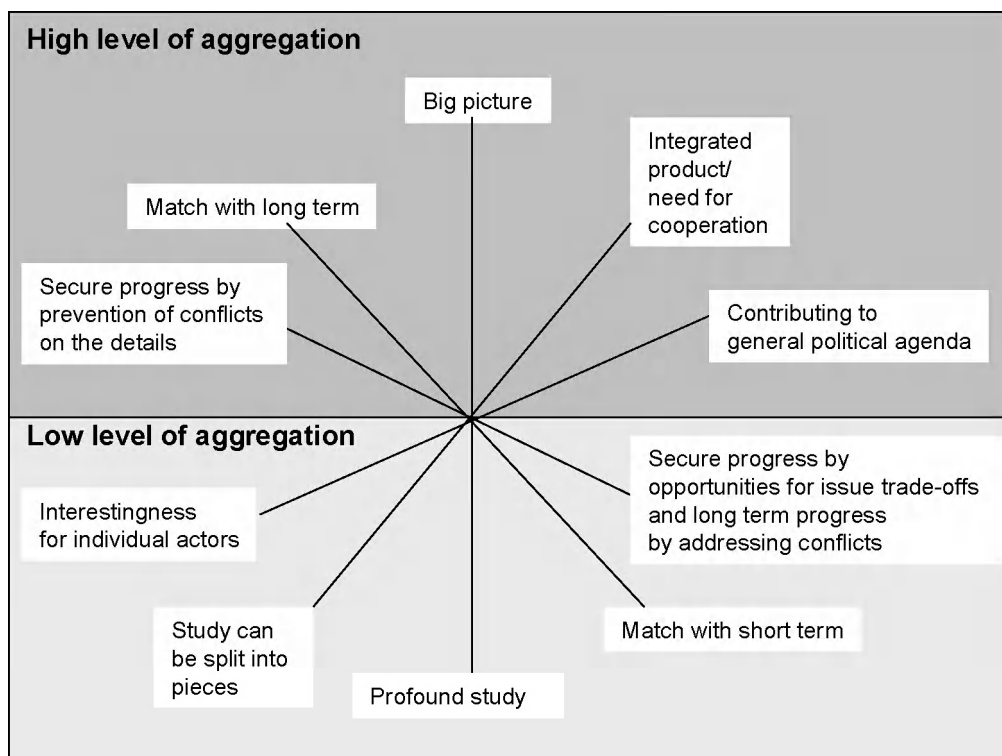 High level of aggregation
Big picture
Integrated
product/
need for
cooperation
Match with long term
Secure progress by
prevention of conflicts
on the details
Contributing to
general political agenda
Low level of aggregation
Secure progress by
opportunities for issue trade-offs
and long term progress
by addressing conflicts
Interestingness
for individual actors
Study can
be split into
pieces
Match with short term
Profound study